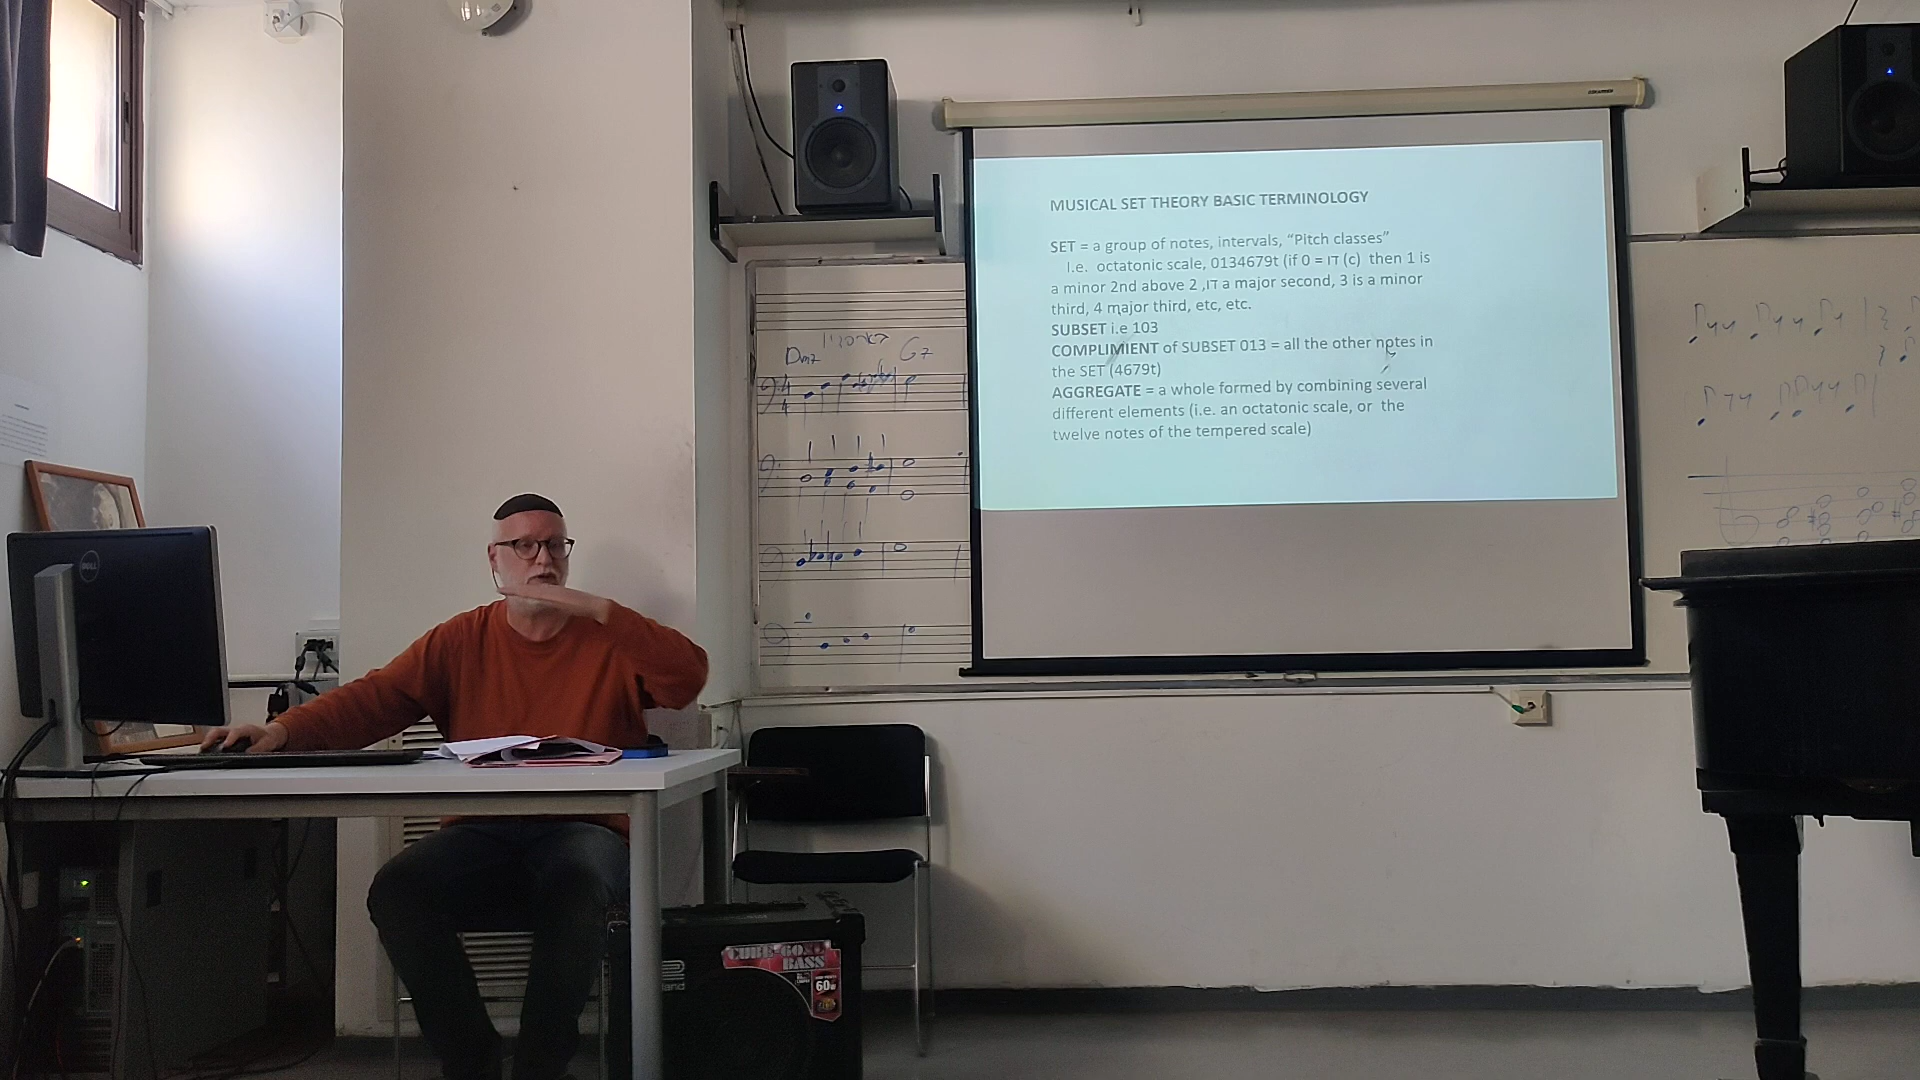 MUSICAL SET THEORY BASIC TERMINOLOGY
SET = a group of notes, intervals, “Pitch classes”
I.e. octatonic scale, 0134679t (if 0 = דו (c) then 1 is
a minor 2nd above 2 ,דו a major second, 3 is a minor
third, 4 major third, etc, etc.
SUBSET i.e 103
COMPLIMIENT of SUBSET 013 = all the other notes in
the SET (4679t)
AGGREGATE = a whole formed by combining several
different elements (i.e. an octatonic scale, or the
twelve notes of the tempered scale)
Dm7
G7
4
4
DELL
CUBE-60
BASS
60W